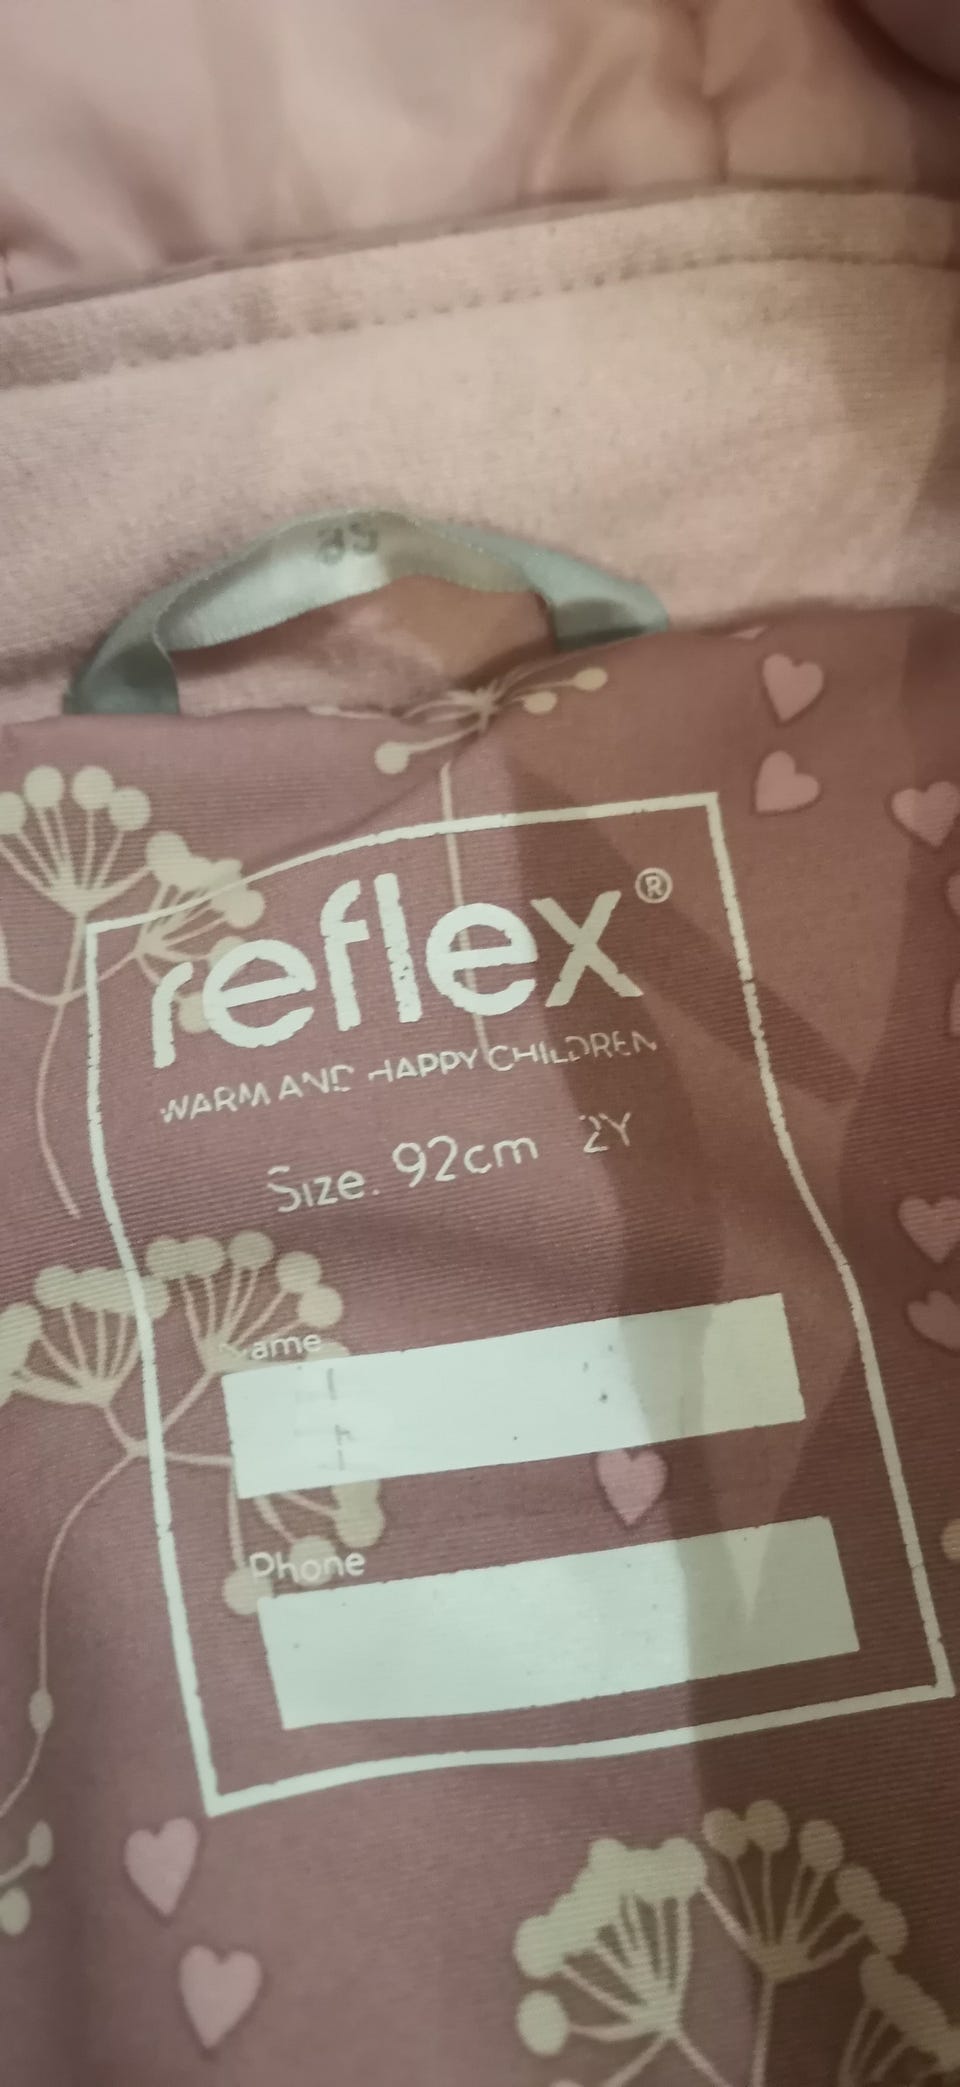 reflex®
WARM AND HAPPY CHILDREN
Size. 92cm 2Y
Name
Phone